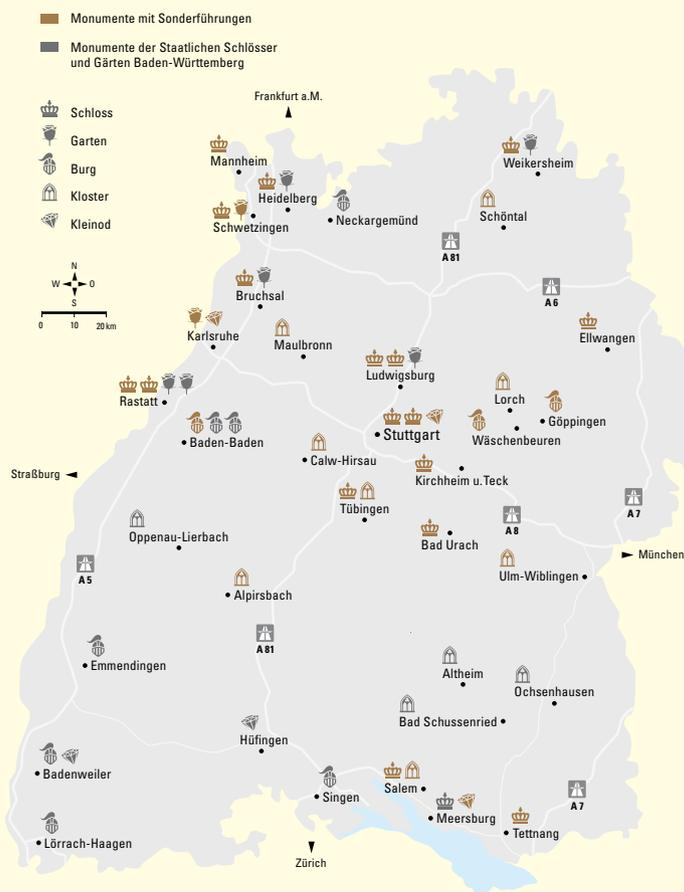 Monumente mit Sonderführungen
Monumente der Staatlichen Schlösser
und Gärten Baden-Württemberg
Schloss
Garten
Burg
Kloster
Kleinod
N
W
O
S
0
10
20 km
Frankfurt a.M.
Mannheim
Weikersheim
Heidelberg
Schwetzingen
Neckargemünd
Schöntal
A 81
A 6
Bruchsal
Karlsruhe
Maulbronn
Ellwangen
Ludwigsburg
Rastatt
Lorch
Göppingen
Stuttgart
Baden-Baden
Wäschenbeuren
Calw-Hirsau
Straßburg
Kirchheim u. Teck
Tübingen
A 7
A 8
Oppenau-Lierbach
Bad Urach
München
A 5
Ulm-Wiblingen
Alpirsbach
A 81
Emmendingen
Altheim
Ochsenhausen
Bad Schussenried
Hüfingen
Badenweiler
Salem
Singen
A 7
Meersburg
Tettnang
Lörrach-Haagen
Zürich